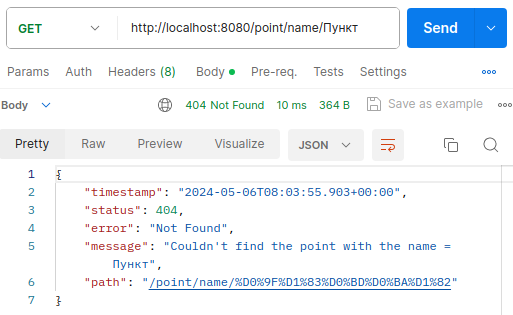 GET http://localhost:8080/point/name/Пункт Send
Params Auth Headers (8) Body Pre-req. Tests Settings
Body 404 Not Found 10 ms 364 B Save as example
Pretty Raw Preview Visualize JSON
1 {
2 "timestamp": "2024-05-06T08:03:55.903+00:00",
3 "status": 404,
4 "error": "Not Found",
5 "message": "Couldn't find the point with the name =
Пункт",
6 "path": "/point/name/%D0%9F%D1%83%D0%BD%D0%BA%D1%82"
7 }